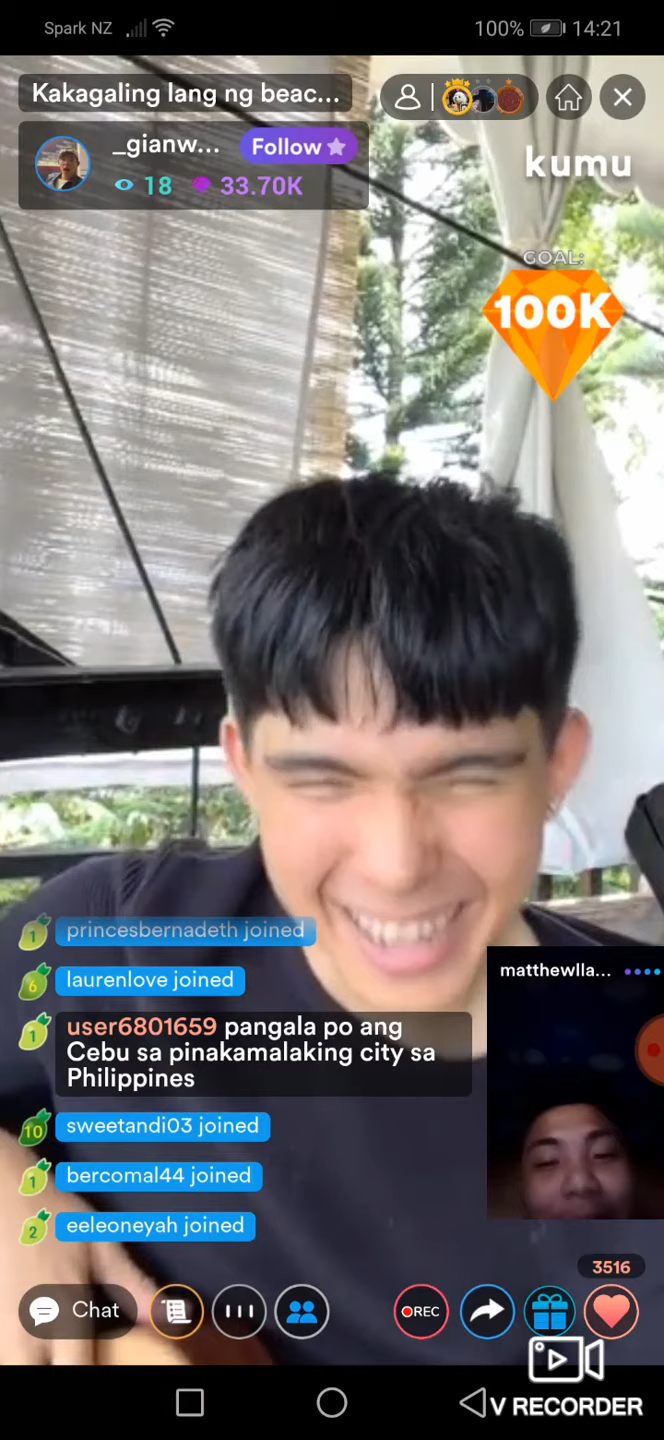 Spark NZ
100%
14:21
Kakagaling lang ng beac...
_gianw...
Follow
18
33.70K
kumu
GOAL:
100K
1
princesbernadeth joined
6
laurenlove joined
1
user6801659 pangala po ang
Cebu sa pinakamalaking city sa
Philippines
10
sweetandi03 joined
1
bercomal44 joined
2
eeleoneyah joined
matthewlla...
3516
Chat
REC
V RECORDER